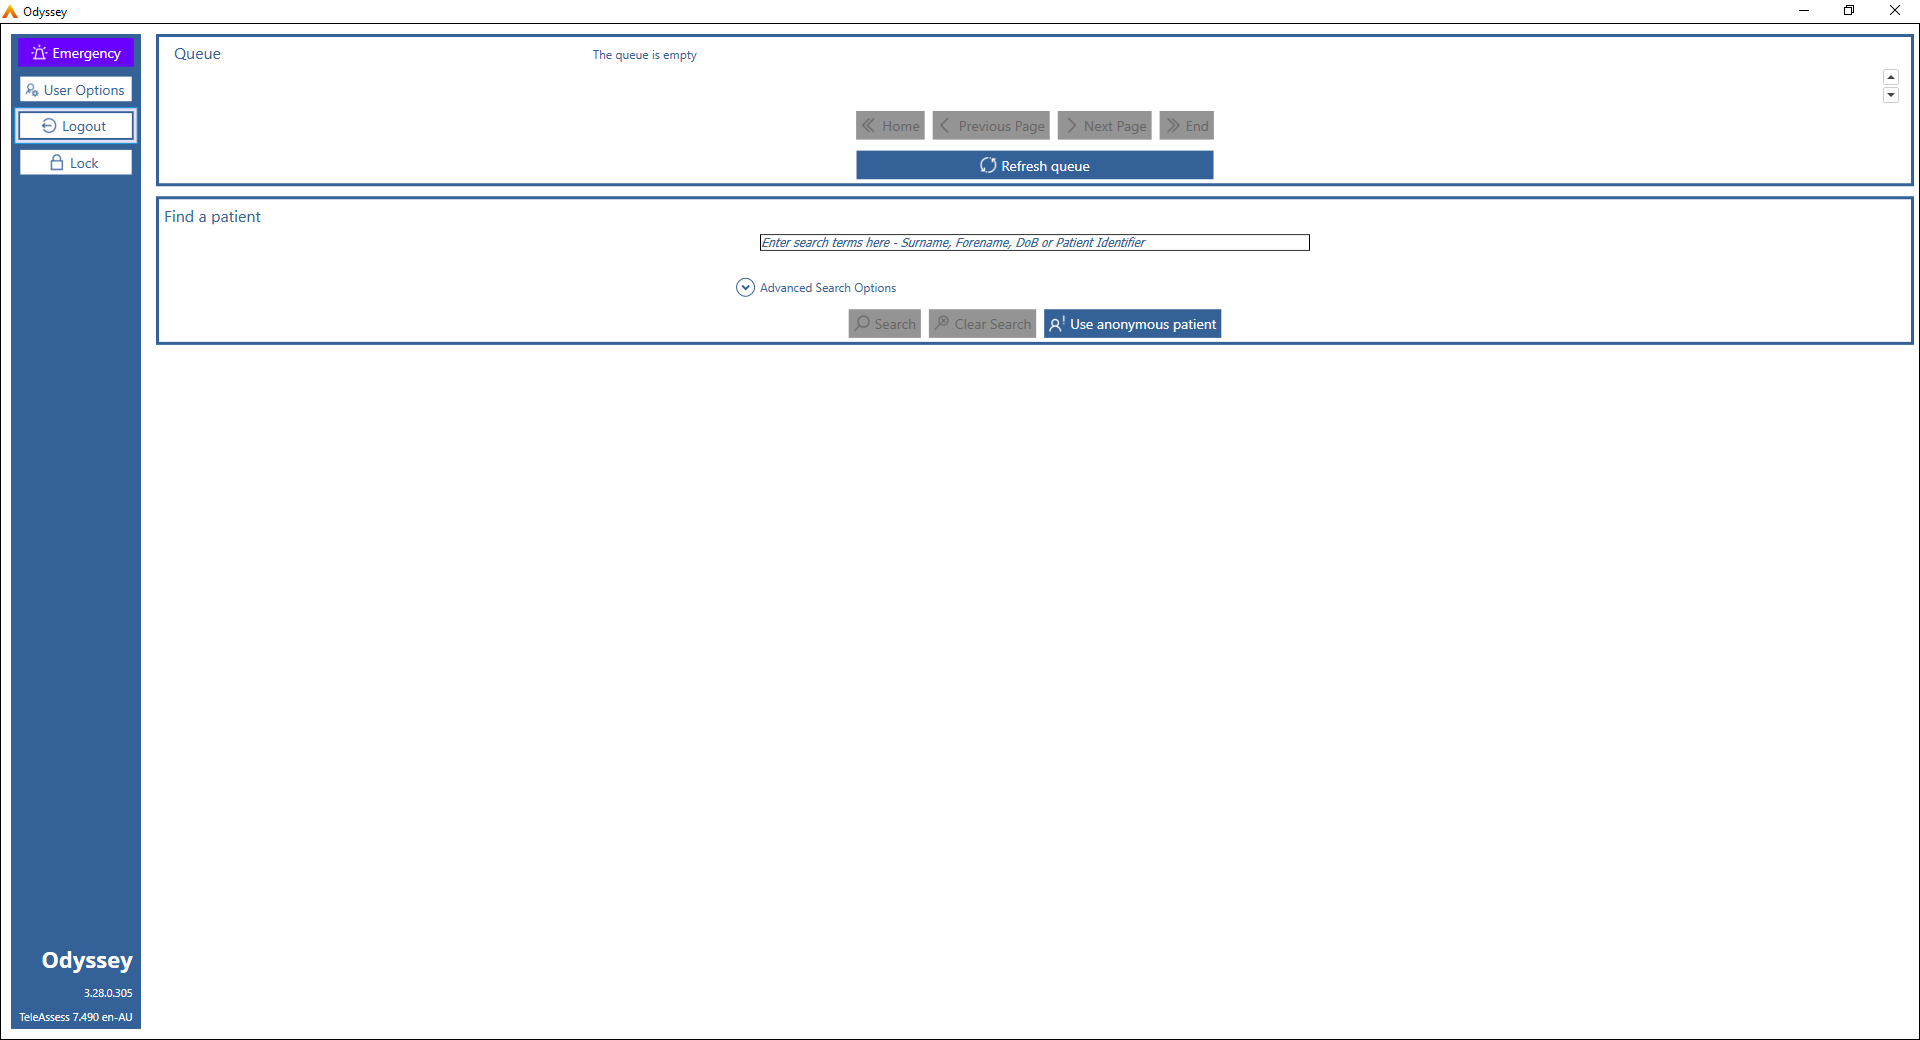 Odyssey
Emergency
User Options
Logout
Lock
Queue
The queue is empty
Home
Previous Page
Next Page
End
Refresh queue
Find a patient
Enter search terms here - Surname, Forename, DoB or Patient Identifier
Advanced Search Options
Search
Clear Search
Use anonymous patient
Odyssey
3.28.0.305
TeleAssess 7.490 en-AU